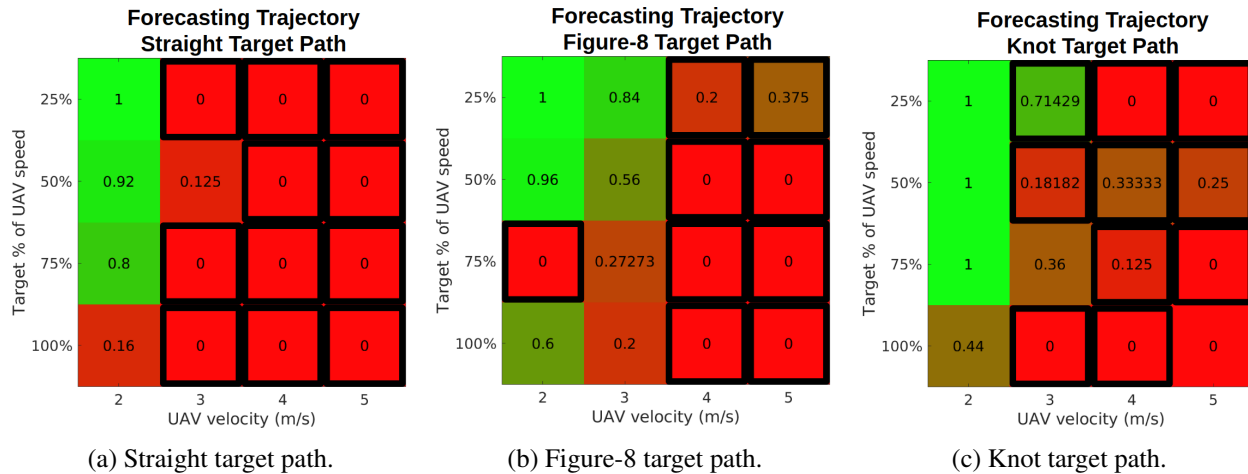 Forecasting Trajectory
Straight Target Path
Target % of UAV speed
25%
1 0 0 0
50%
0.92 0.125 0 0
75%
0.8 0 0 0
100%
0.16 0 0 0
2 3 4 5
UAV velocity (m/s)
(a) Straight target path.
Forecasting Trajectory
Figure-8 Target Path
Target % of UAV speed
25%
1 0.84 0.2 0.375
50%
0.96 0.56 0 0
75%
0 0.27273 0 0
100%
0.6 0.2 0 0
2 3 4 5
UAV velocity (m/s)
(b) Figure-8 target path.
Forecasting Trajectory
Knot Target Path
Target % of UAV speed
25%
1 0.71429 0 0
50%
1 0.18182 0.33333 0.25
75%
1 0.36 0.125 0
100%
0.44 0 0 0
2 3 4 5
UAV velocity (m/s)
(c) Knot target path.